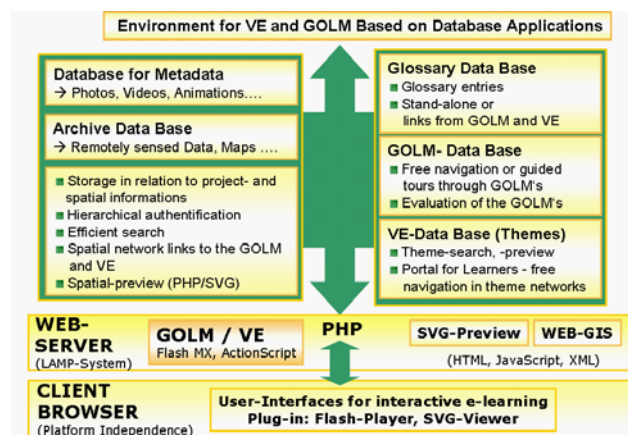 Environment for VE and GOLM Based on Database Applications
Database for Metadata
→ Photos, Videos, Animations....
Archive Data Base
→ Remotely sensed Data, Maps ....
Storage in relation to project- and
spatial informations
Hierarchical authentification
Efficient search
Spatial network links to the GOLM
and VE
Spatial-preview (PHP/SVG)
Glossary Data Base
Glossary entries
Stand-alone or
links from GOLM and VE
GOLM- Data Base
Free navigation or guided
tours through GOLM's
Evaluation of the GOLM's
VE-Data Base (Themes)
Theme-search, -preview
Portal for Learners - free
navigation in theme networks
WEB-
SERVER
(LAMP-System)
GOLM / VE
Flash MX, ActionScript
PHP
SVG-Preview
WEB-GIS
(HTML, JavaScript, XML)
CLIENT
BROWSER
(Platform Independence)
User-Interfaces for interactive e-learning
Plug-in: Flash-Player, SVG-Viewer